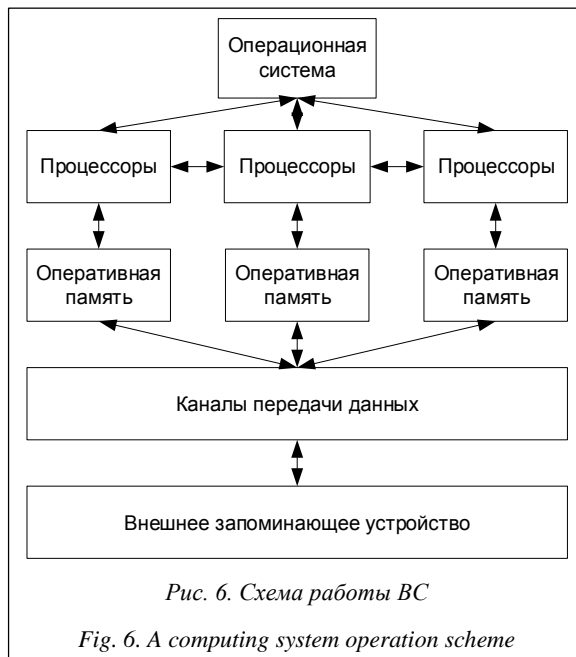 Операционная
система
Процессоры
Процессоры
Процессоры
Оперативная
память
Оперативная
память
Оперативная
память
Каналы передачи данных
Внешнее запоминающее устройство
Рис. 6. Схема работы ВС
Fig. 6. A computing system operation scheme